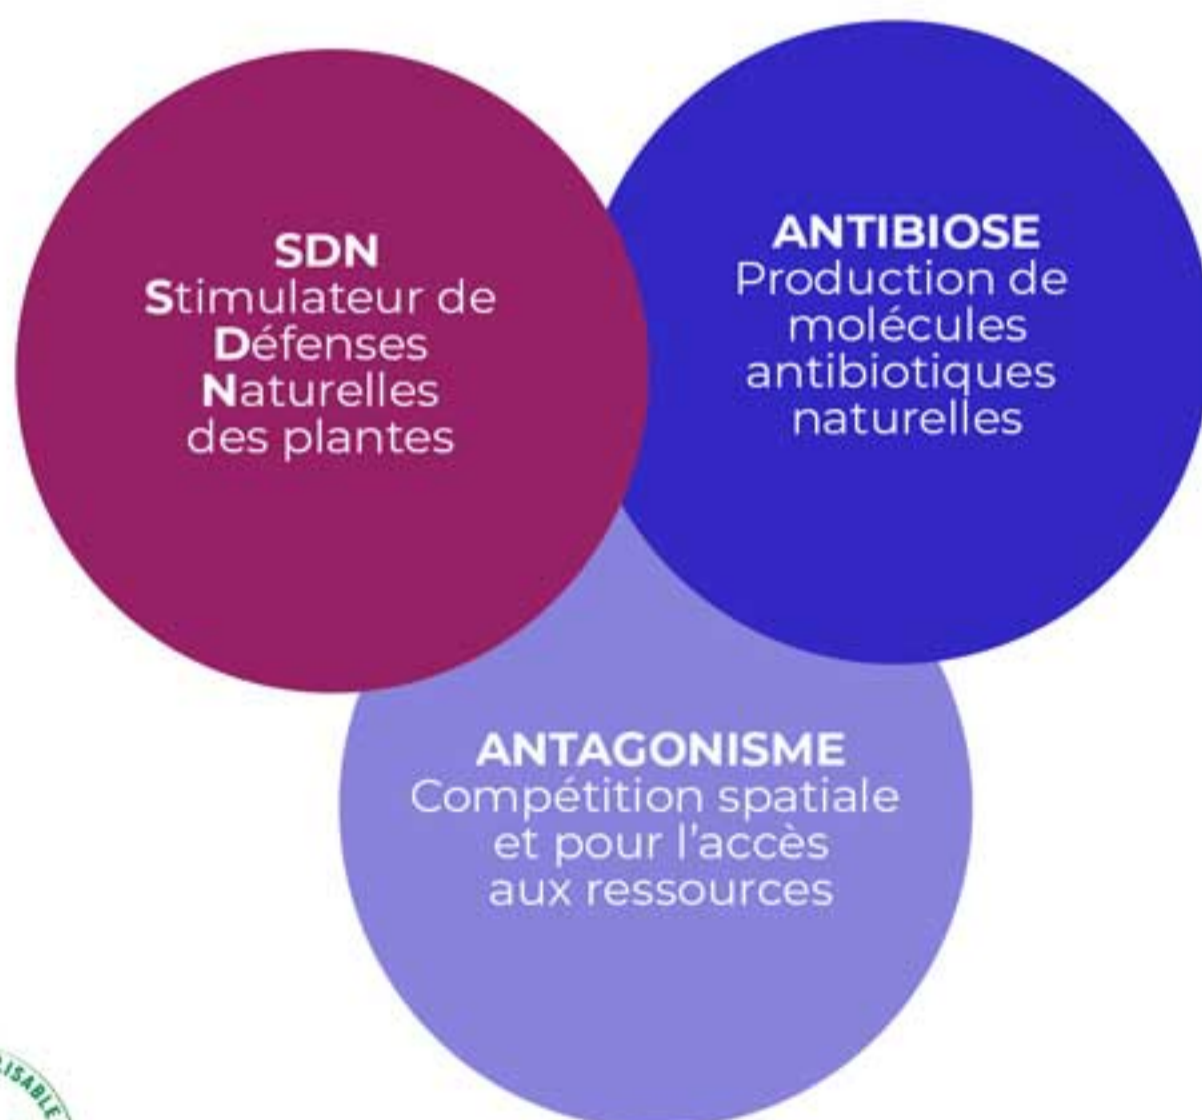 SDN
Stimulateur de
Défenses
Naturelles
des plantes
ANTIBIOSE
Production de
molécules
antibiotiques
naturelles
ANTAGONISME
Compétition spatiale
et pour l'accès
aux ressources